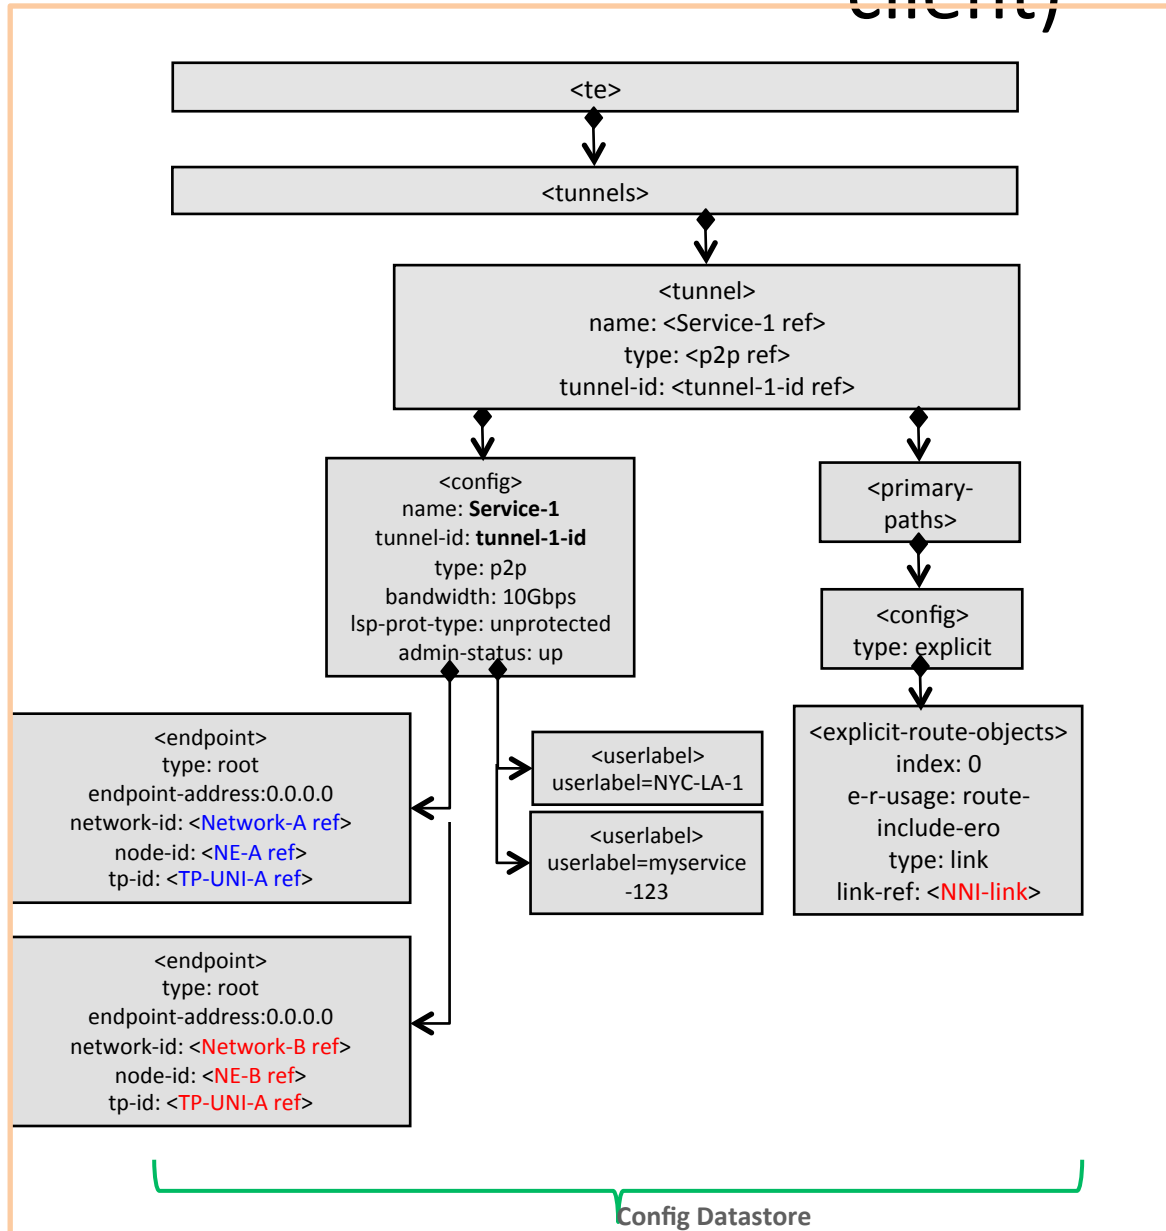 client)
<te>
<tunnels>
<tunnel>
name: <Service-1 ref>
type: <p2p ref>
tunnel-id: <tunnel-1-id ref>
<config>
name: Service-1
tunnel-id: tunnel-1-id
type: p2p
bandwidth: 10Gbps
lsp-prot-type: unprotected
admin-status: up
<primary-
paths>
<config>
type: explicit
<endpoint>
type: root
endpoint-address:0.0.0.0
network-id: <Network-A ref>
node-id: <NE-A ref>
tp-id: <TP-UNI-A ref>
<userlabel>
userlabel=NYC-LA-1
<userlabel>
userlabel=myservice
-123
<explicit-route-objects>
index: 0
e-r-usage: route-
include-ero
type: link
link-ref: <NNI-link>
<endpoint>
type: root
endpoint-address:0.0.0.0
network-id: <Network-B ref>
node-id: <NE-B ref>
tp-id: <TP-UNI-A ref>
Config Datastore